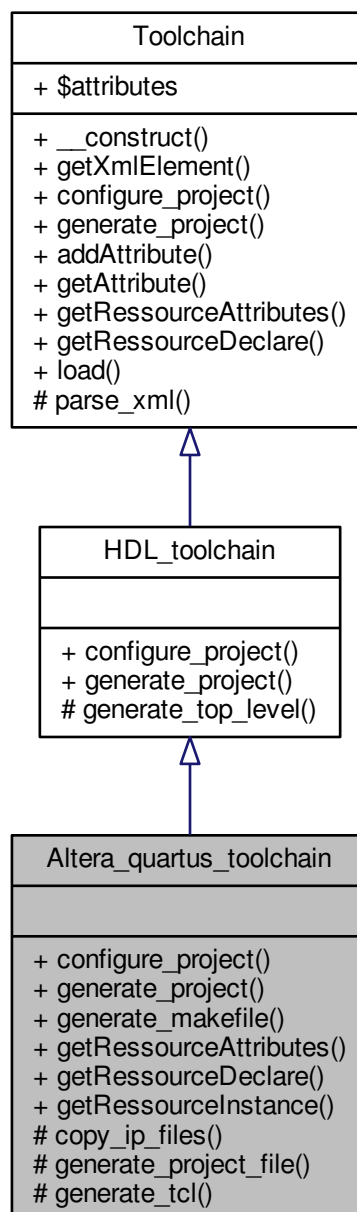 Toolchain
+ $attributes
+ __construct()
+ getXmlElement()
+ configure_project()
+ generate_project()
+ addAttribute()
+ getAttribute()
+ getRessourceAttributes()
+ getRessourceDeclare()
+ load()
# parse_xml()
HDL_toolchain
+ configure_project()
+ generate_project()
# generate_top_level()
Altera_quartus_toolchain
+ configure_project()
+ generate_project()
+ generate_makefile()
+ getRessourceAttributes()
+ getRessourceDeclare()
+ getRessourceInstance()
# copy_ip_files()
# generate_project_file()
# generate_tcl()